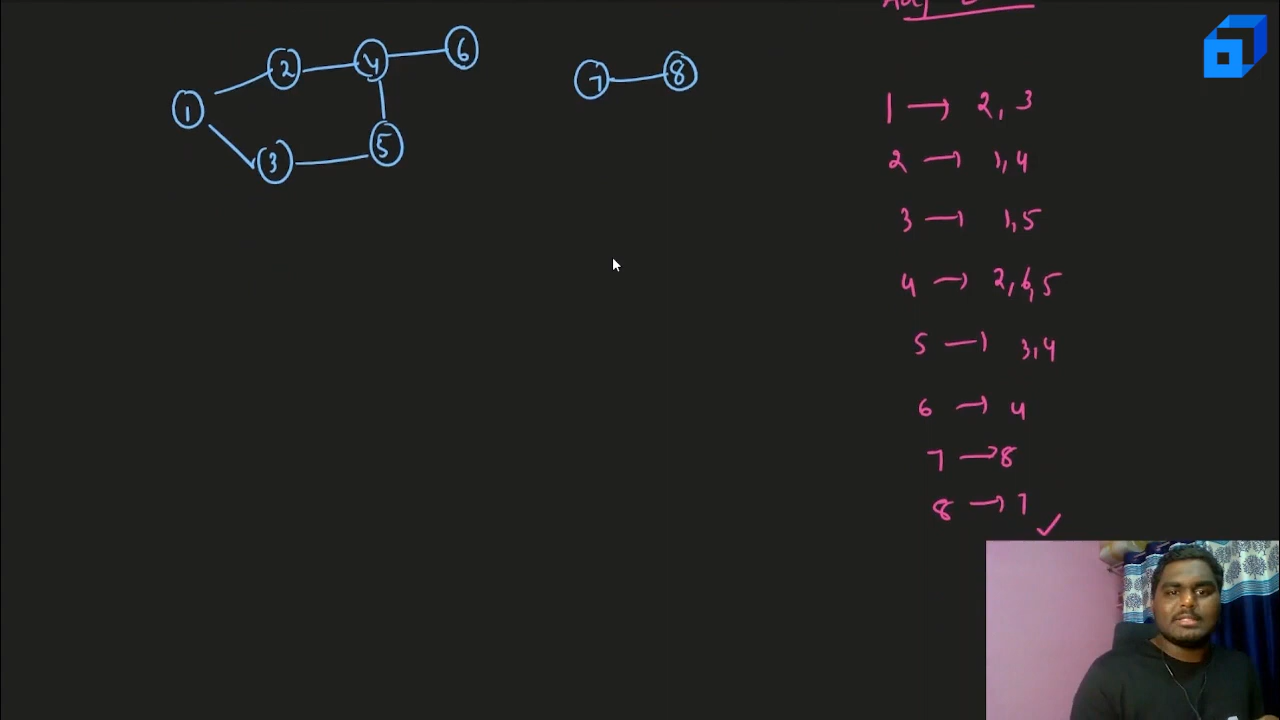 2
4
6
7
8
1
3
5
1 → 2, 3
2 → 1,4
3 → 1,5
4 → 2,6,5
5 → 3,4
6 → 4
7 → 8
8 → 7 ✓